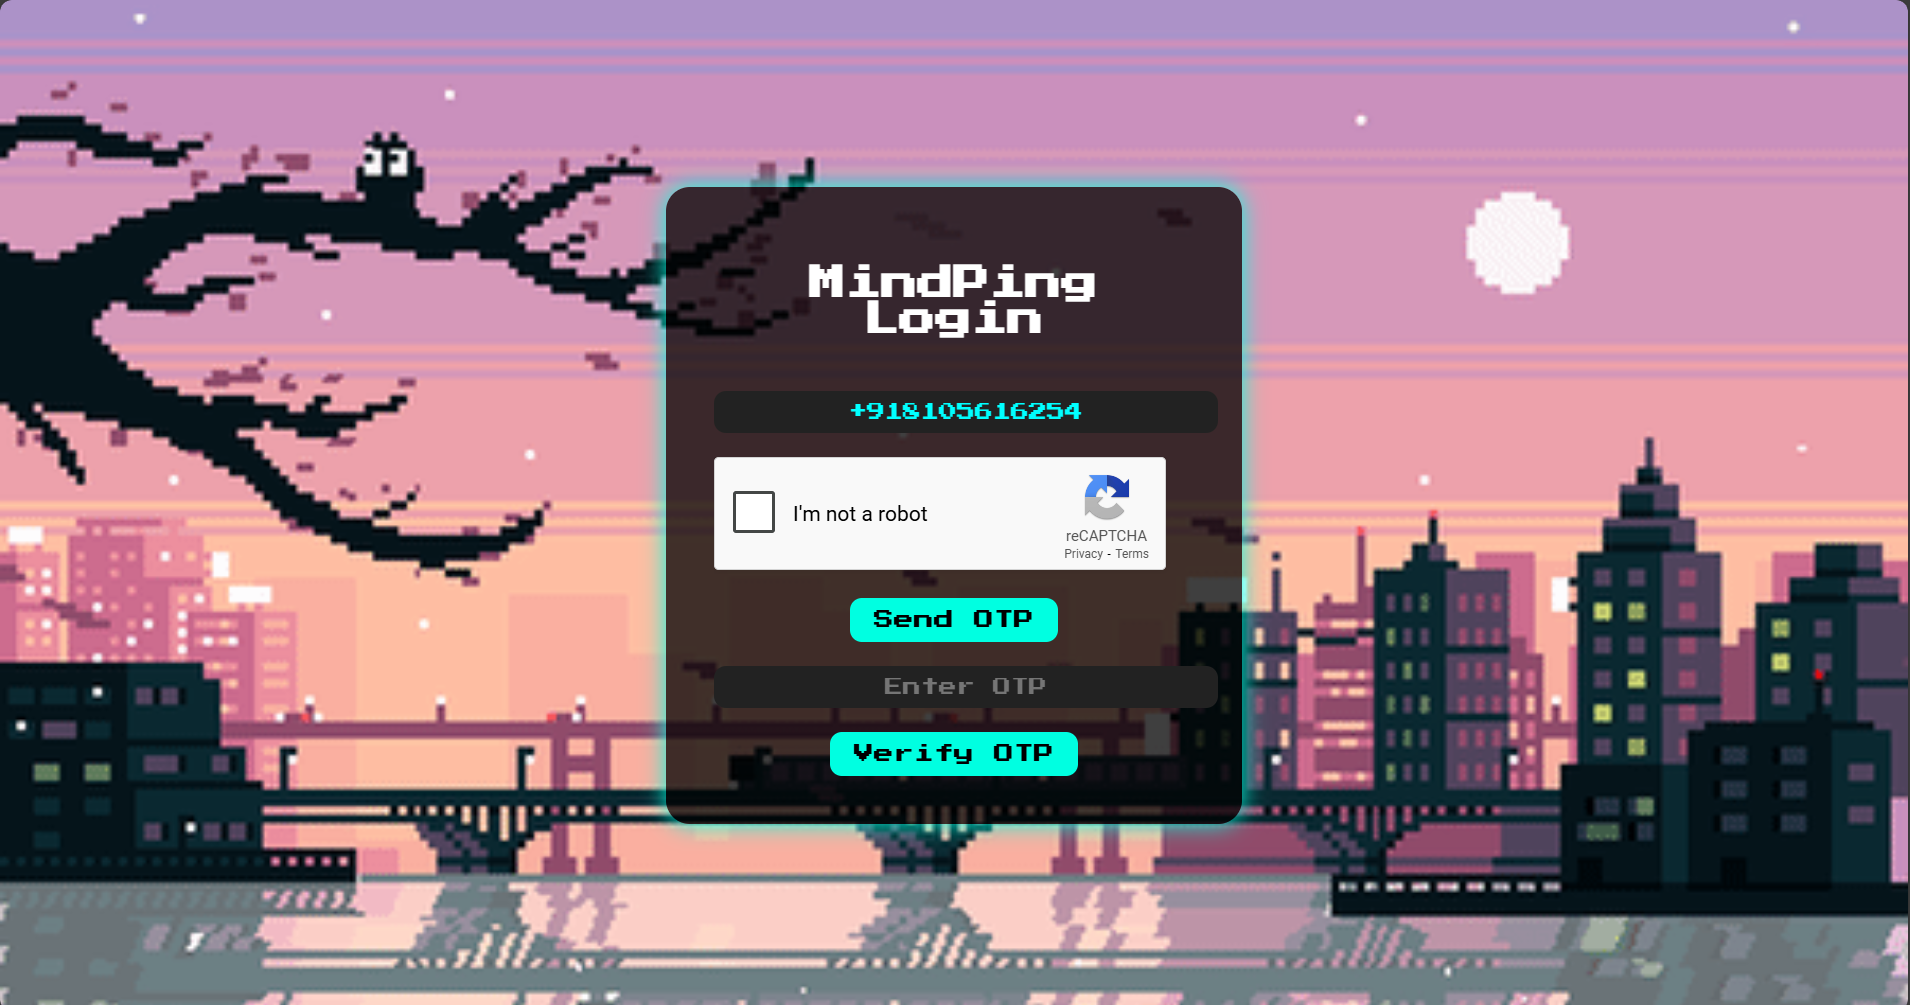 MindPing
Login
+918105616254
I'm not a robot
reCAPTCHA
Privacy - Terms
Send OTP
Enter OTP
Verify OTP